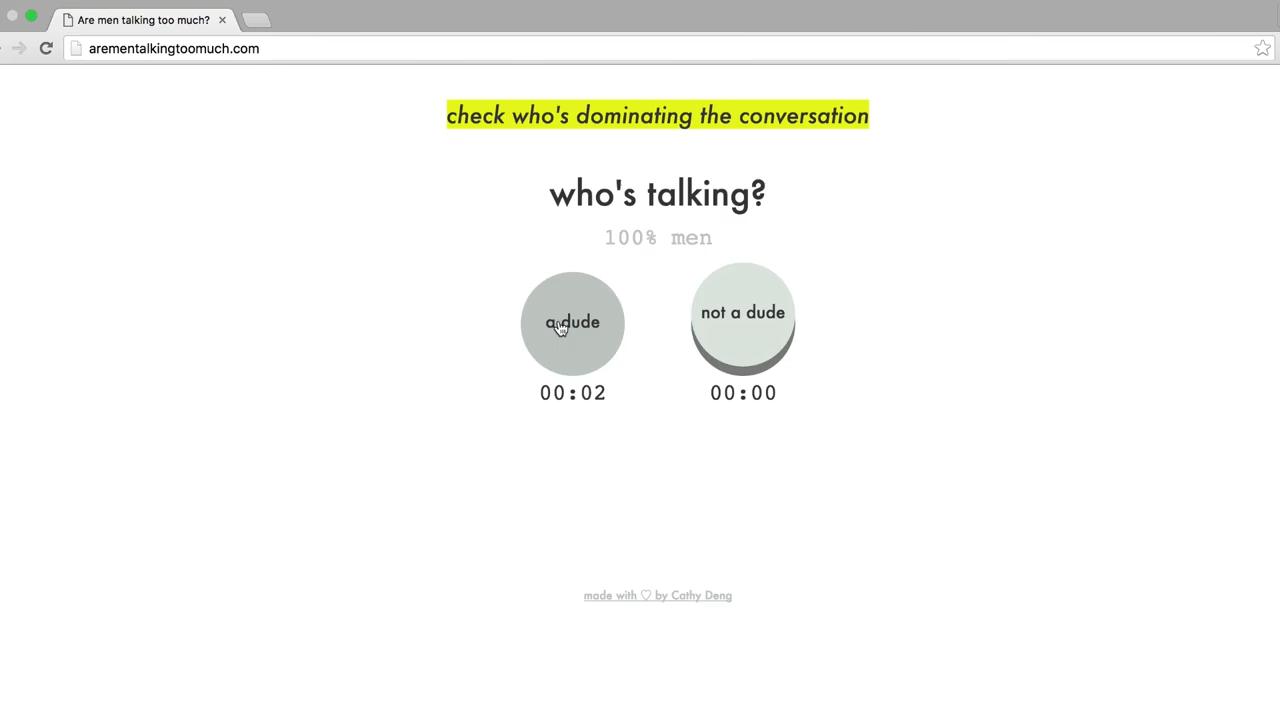 Are men talking too much?
arementalkingtoomuch.com
check who's dominating the conversation
who's talking?
100% men
a dude
not a dude
00:02
00:00
made with ♡ by Cathy Deng